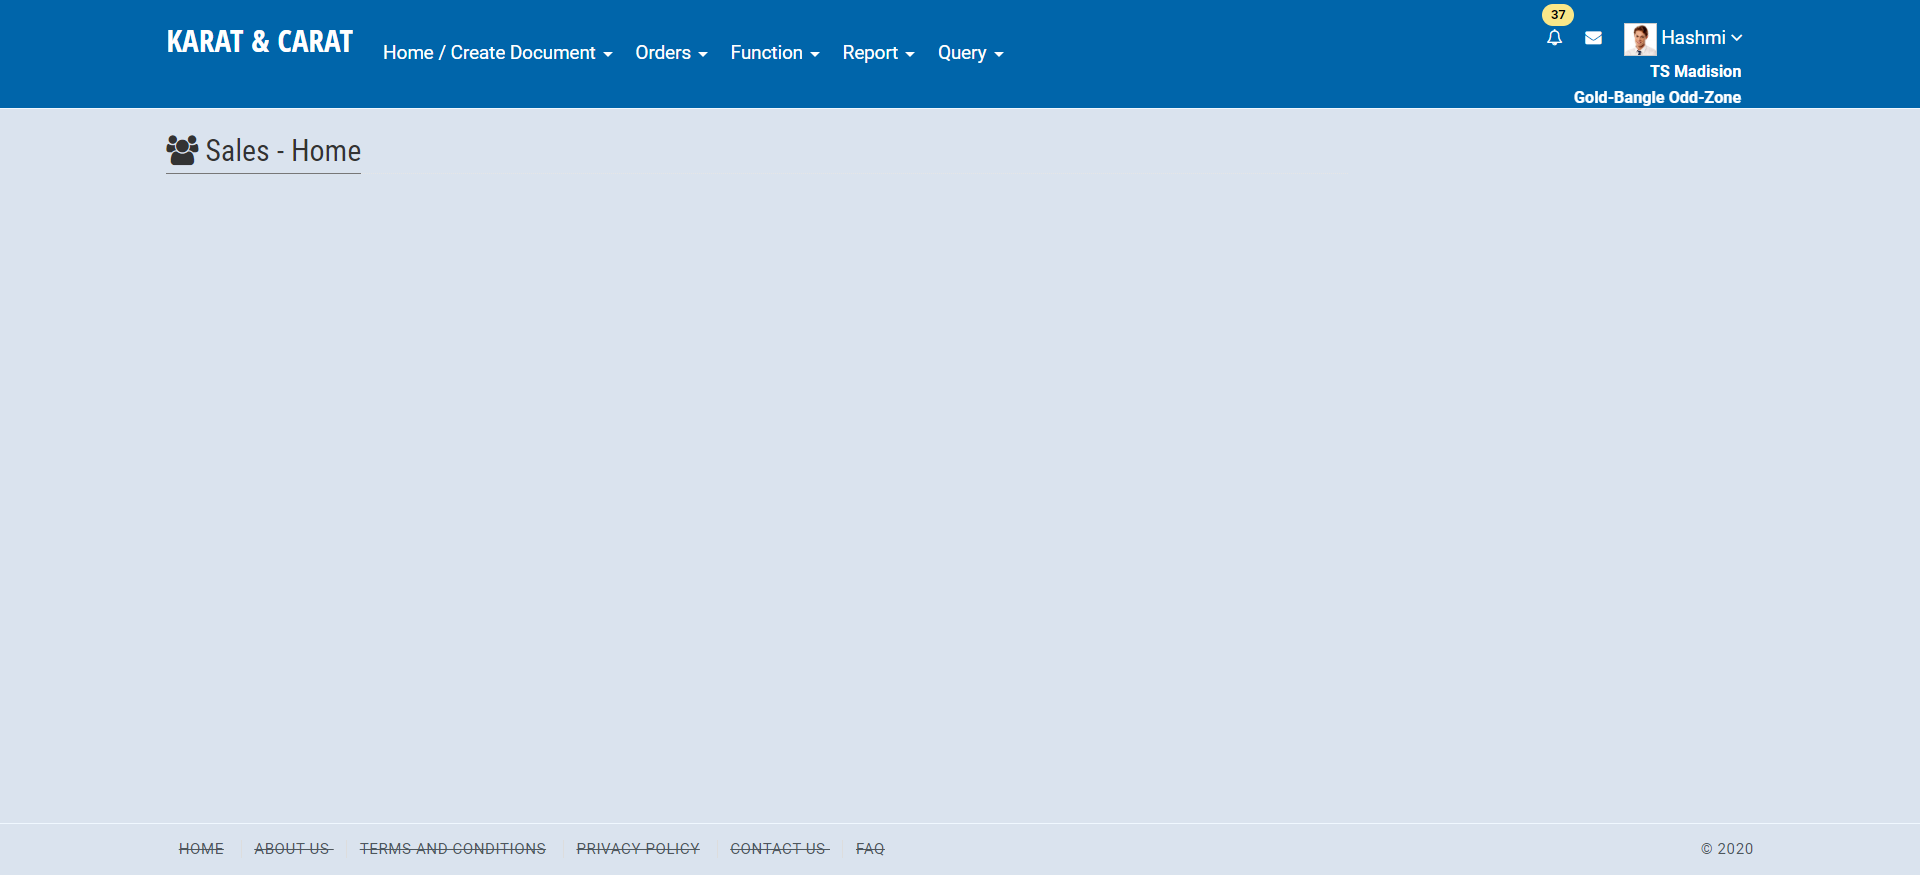 KARAT & CARAT
Home / Create Document
Orders
Function
Report
Query
37
Hashmi
TS Madision
Gold-Bangle Odd-Zone
Sales - Home
HOME
ABOUT US
TERMS AND CONDITIONS
PRIVACY POLICY
CONTACT US
FAQ
© 2020